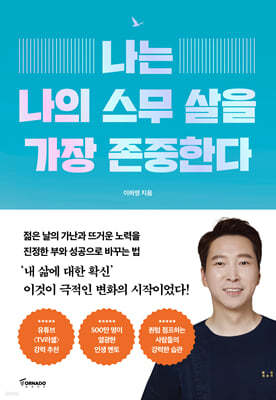 나는
나의 스무 살을
가장 존중한다
이하영 지음
젊은 날의 가난과 뜨거운 노력을
진정한 부와 성공으로 바꾸는 법
‘내 삶에 대한 확신’
이것이 극적인 변화의 시작이었다!
유튜브
〈TV러셀〉
강력 추천
500만 명이
열광한
인생 멘토
퀀텀 점프하는
사람들의
강력한 습관
TORNADO